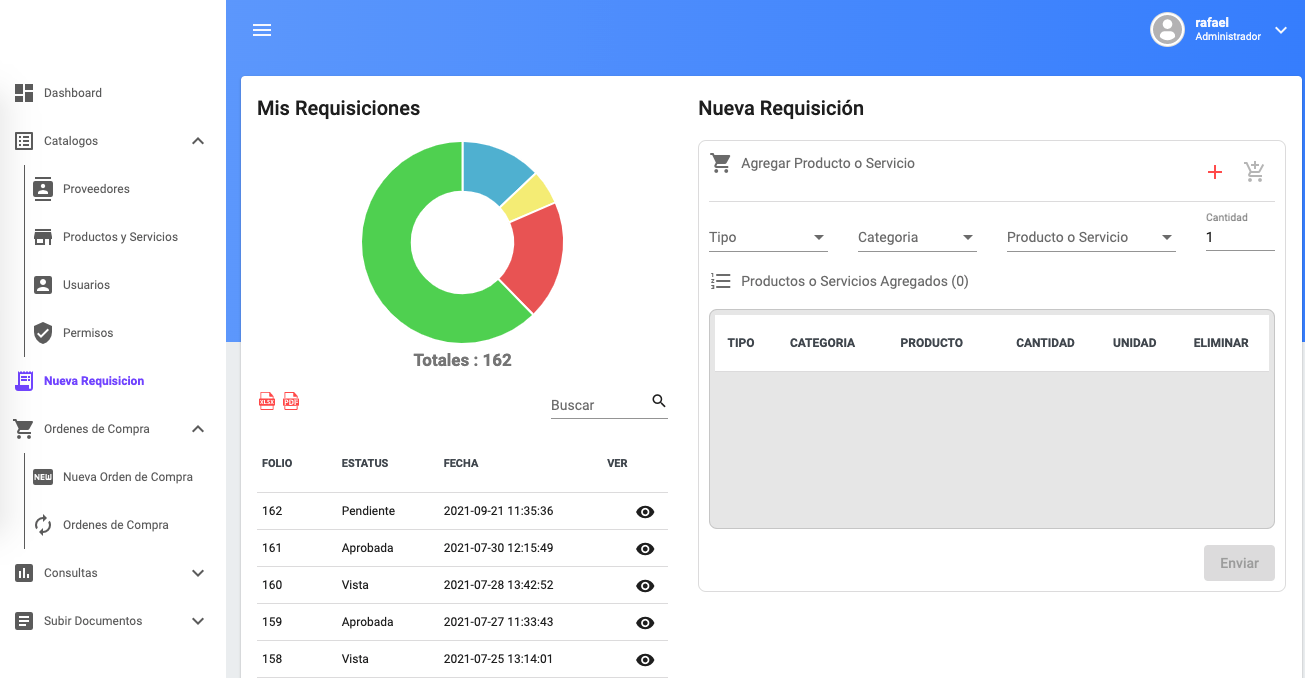 rafael
Administrador
Dashboard
Catalogos
Proveedores
Productos y Servicios
Usuarios
Permisos
Nueva Requisicion
Ordenes de Compra
NEW Nueva Orden de Compra
Ordenes de Compra
Consultas
Subir Documentos
Mis Requisiciones
Totales : 162
XLSX PDF Buscar
FOLIO ESTATUS FECHA VER
162 Pendiente 2021-09-21 11:35:36
161 Aprobada 2021-07-30 12:15:49
160 Vista 2021-07-28 13:42:52
159 Aprobada 2021-07-27 11:33:43
158 Vista 2021-07-25 13:14:01
Nueva Requisición
Agregar Producto o Servicio
Cantidad
Tipo Categoria Producto o Servicio 1
Productos o Servicios Agregados (0)
TIPO CATEGORIA PRODUCTO CANTIDAD UNIDAD ELIMINAR
Enviar